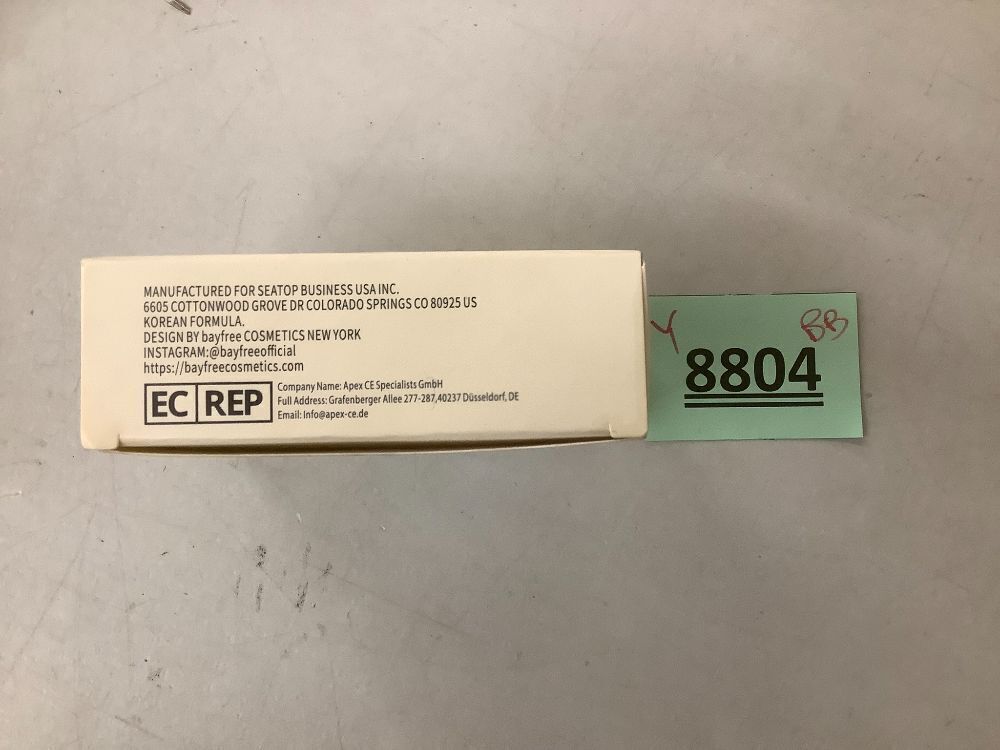 MANUFACTURED FOR SEATOP BUSINESS USA INC.
6605 COTTONWOOD GROVE DR COLORADO SPRINGS CO 80925 US
KOREAN FORMULA.
DESIGN BY bayfree COSMETICS NEW YORK
INSTAGRAM:@bayfreeofficial
https://bayfreecosmetics.com
EC REP
Company Name: Apex CE Specialists GmbH
Full Address: Grafenberger Allee 277-287,40237 Düsseldorf, DE
Email: Info@apex-ce.de
Y BB
8804